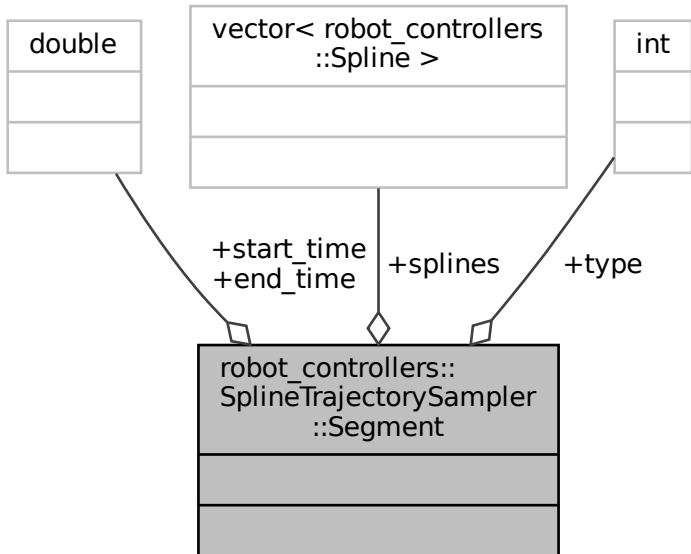 double
vector< robot_controllers
::Spline >
int
+start_time
+end_time
+splines
+type
robot_controllers::
SplineTrajectorySampler
::Segment